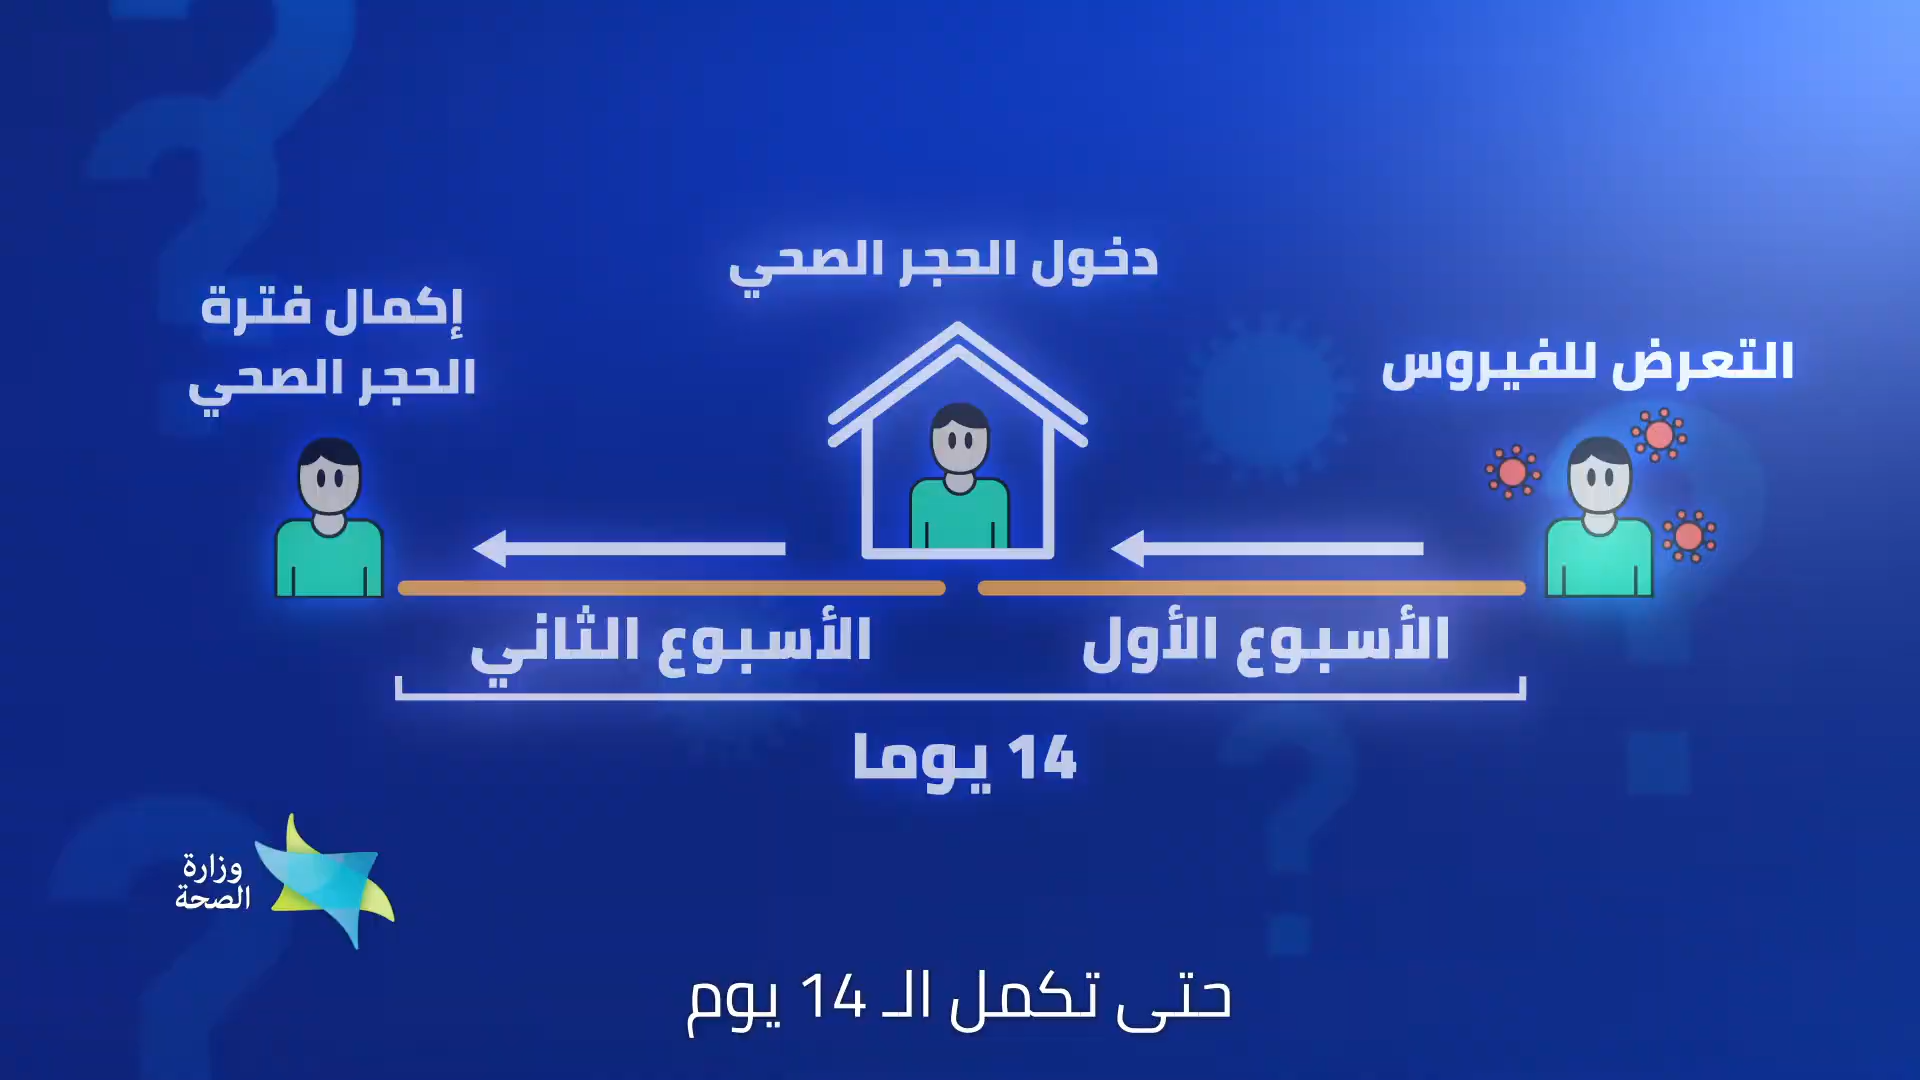 دخول الحجر الصحي
التعرض للفيروس
إكمال فترة
الحجر الصحي
الأسبوع الأول
الأسبوع الثاني
14 يوما
وزارة
الصحة
حتى تكمل الـ 14 يوم